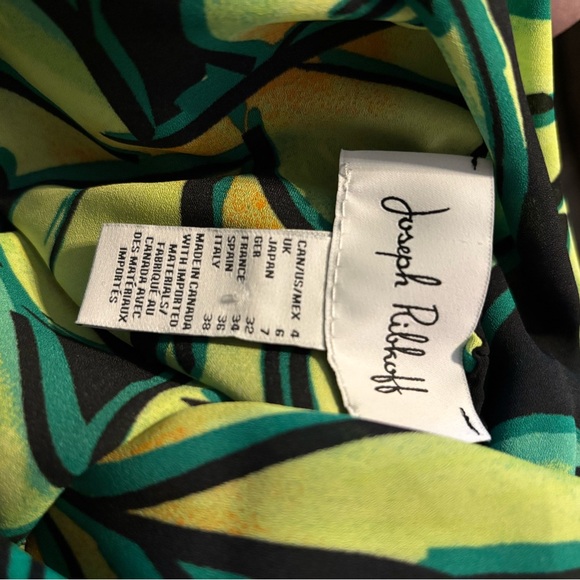 Joseph Ribkoff
CAN/US/MEX 4
UK 6
JAPAN 7
GER 32
FRANCE 34
SPAIN 36
ITALY 38
MADE IN CANADA
WITH IMPORTED
MATERIALS/
FABRIQUÉ AU
CANADA AVEC
DES MATÉRIAUX
IMPORTÉS